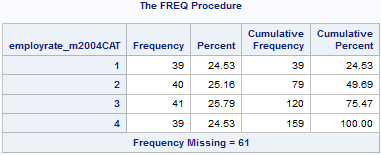 The FREQ Procedure
Cumulative Cumulative
employrate_m2004CAT Frequency Percent Frequency Percent
1 39 24.53 39 24.53
2 40 25.16 79 49.69
3 41 25.79 120 75.47
4 39 24.53 159 100.00
Frequency Missing = 61